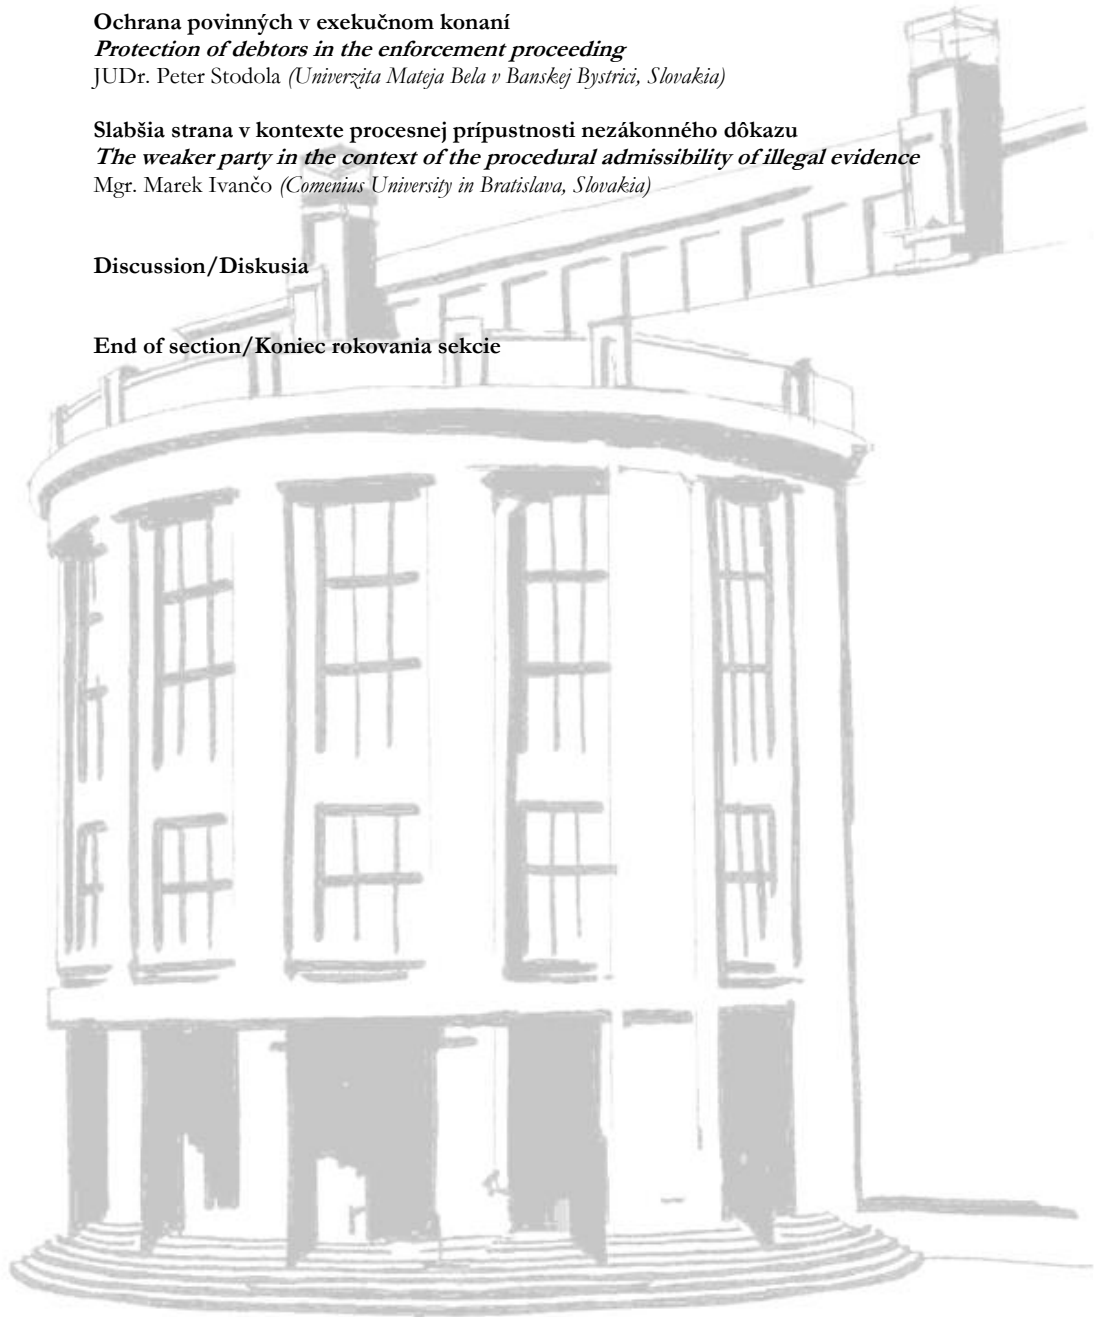 Ochrana povinných v exekučnom konaní
Protection of debtors in the enforcement proceeding
JUDr. Peter Stodola (Univerzita Mateja Bela v Banskej Bystrici, Slovakia)
Slabšia strana v kontexte procesnej prípustnosti nezákonného dôkazu
The weaker party in the context of the procedural admissibility of illegal evidence
Mgr. Marek Ivančo (Comenius University in Bratislava, Slovakia)
Discussion/Diskusia
End of section/Koniec rokovania sekcie